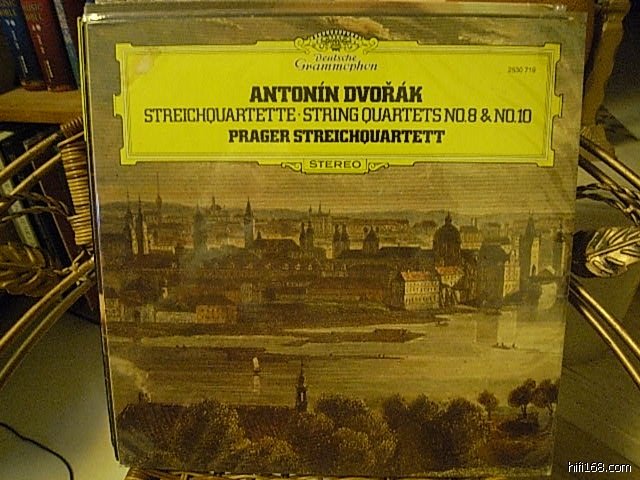 Deutsche
Grammophon
2530 719
ANTONÍN DVOŘÁK
STREICHQUARTETTE · STRING QUARTETS NO.8 & NO.10
PRAGER STREICHQUARTETT
STEREO
hifi168.com